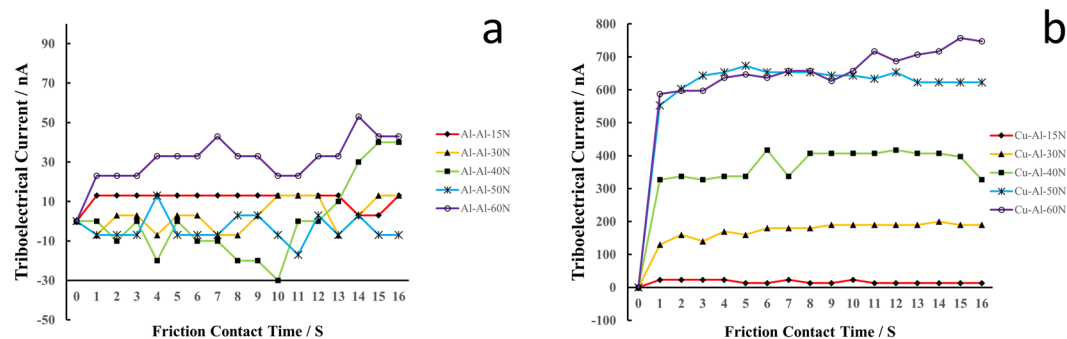 a
Triboelectrical Current / nA
90
70
50
30
10
-10
-30
-50
0 1 2 3 4 5 6 7 8 9 10 11 12 13 14 15 16
Friction Contact Time / S
Al-Al-15N
Al-Al-30N
Al-Al-40N
Al-Al-50N
Al-Al-60N
b
Triboelectrical Current / nA
800
700
600
500
400
300
200
100
0
-100
0 1 2 3 4 5 6 7 8 9 10 11 12 13 14 15 16
Friction Contact Time / S
Cu-Al-15N
Cu-Al-30N
Cu-Al-40N
Cu-Al-50N
Cu-Al-60N